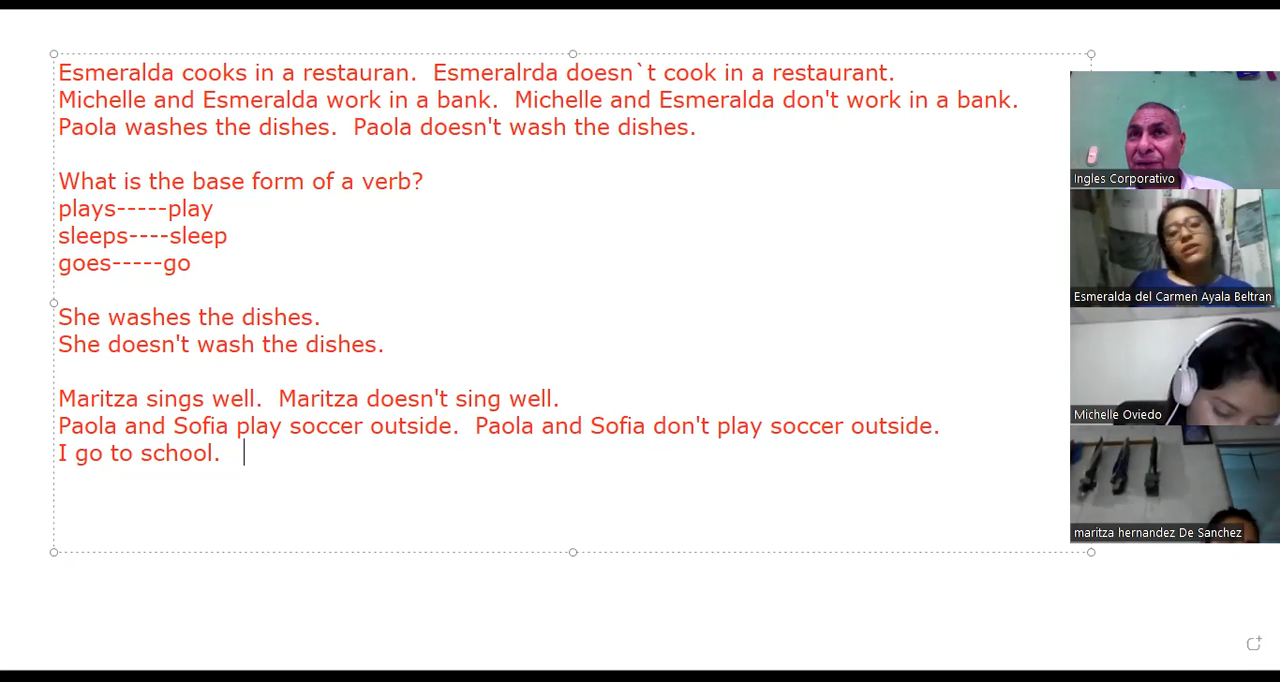 Esmeralda cooks in a restauran.  Esmeralrda doesn`t cook in a restaurant.
Michelle and Esmeralda work in a bank.  Michelle and Esmeralda don't work in a bank.
Paola washes the dishes.  Paola doesn't wash the dishes.
What is the base form of a verb?
plays-----play
sleeps----sleep
goes-----go
She washes the dishes.
She doesn't wash the dishes.
Maritza sings well.  Maritza doesn't sing well.
Paola and Sofia play soccer outside.  Paola and Sofia don't play soccer outside.
I go to school.
Ingles Corporativo
Esmeralda del Carmen Ayala Beltran
Michelle Oviedo
maritza hernandez De Sanchez